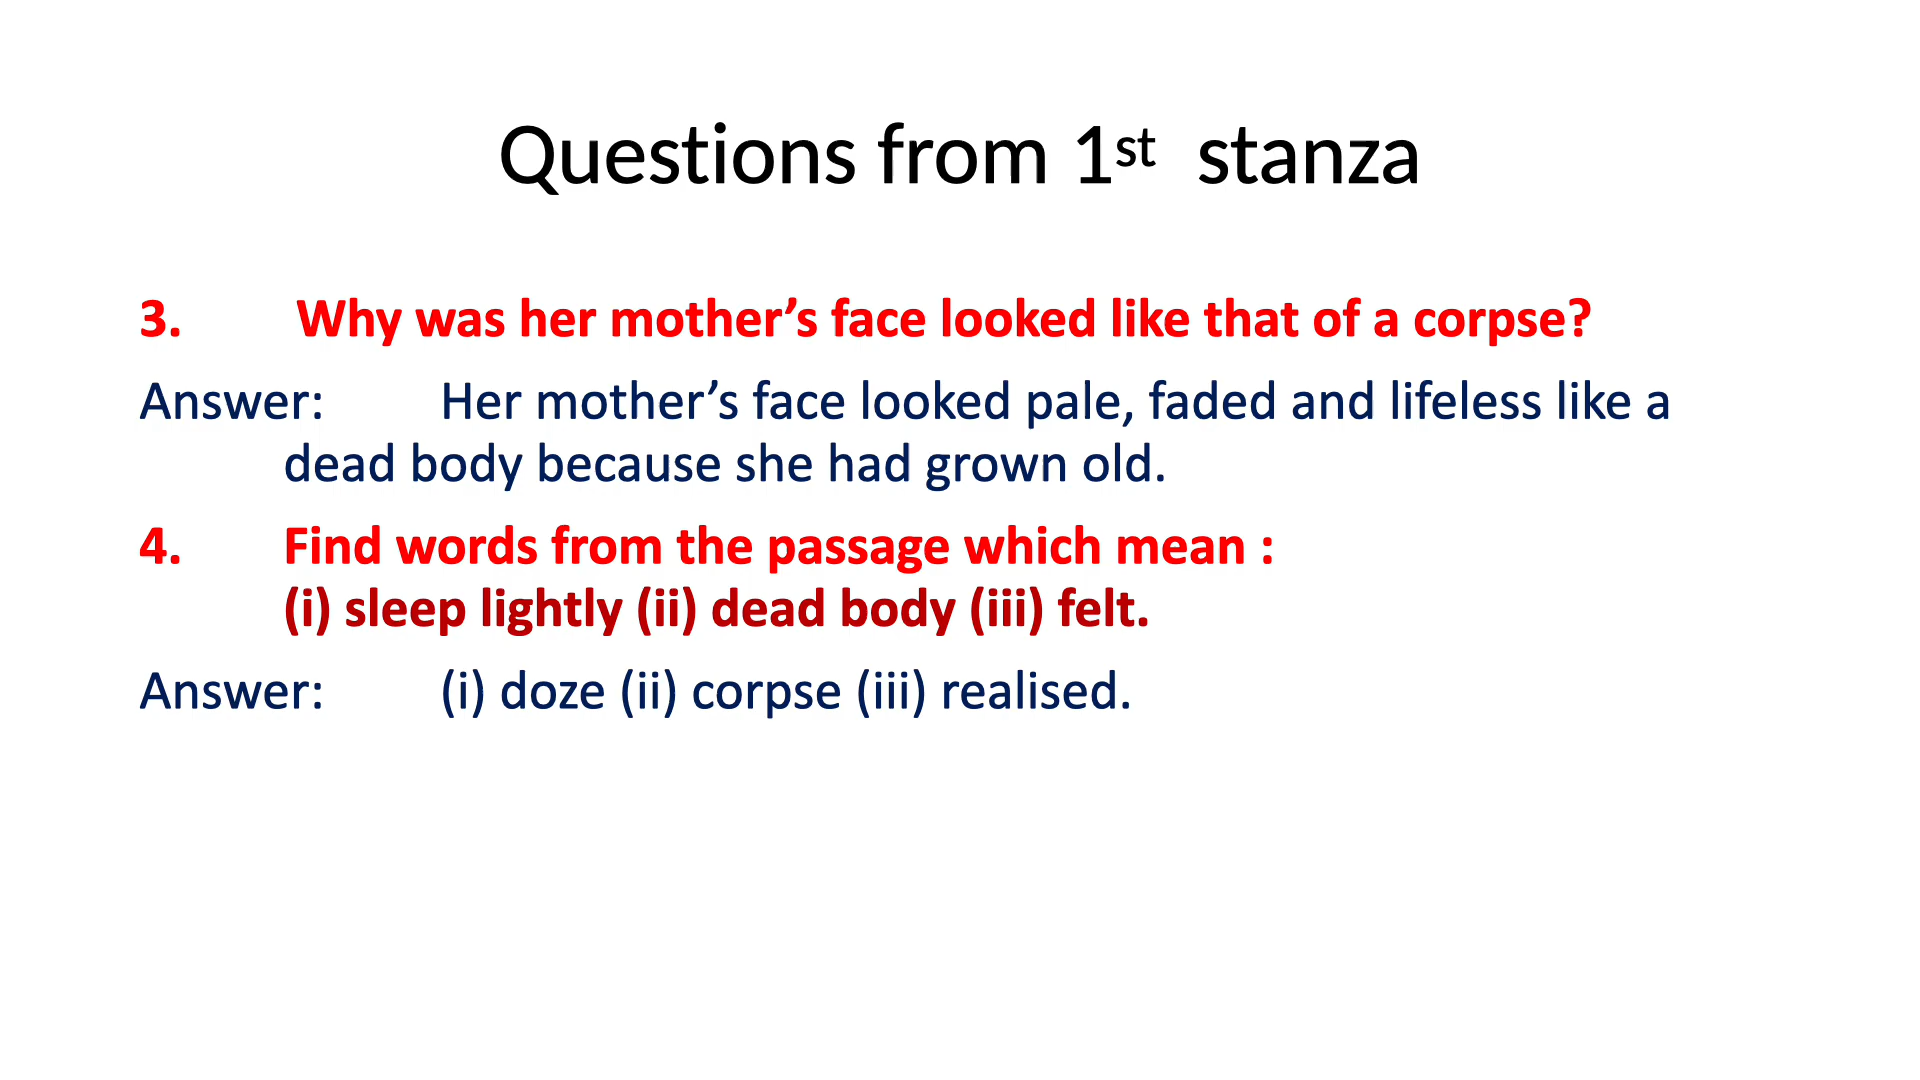 Questions from 1st stanza
3. Why was her mother’s face looked like that of a corpse?
Answer: Her mother’s face looked pale, faded and lifeless like a
dead body because she had grown old.
4. Find words from the passage which mean :
(i) sleep lightly (ii) dead body (iii) felt.
Answer: (i) doze (ii) corpse (iii) realised.